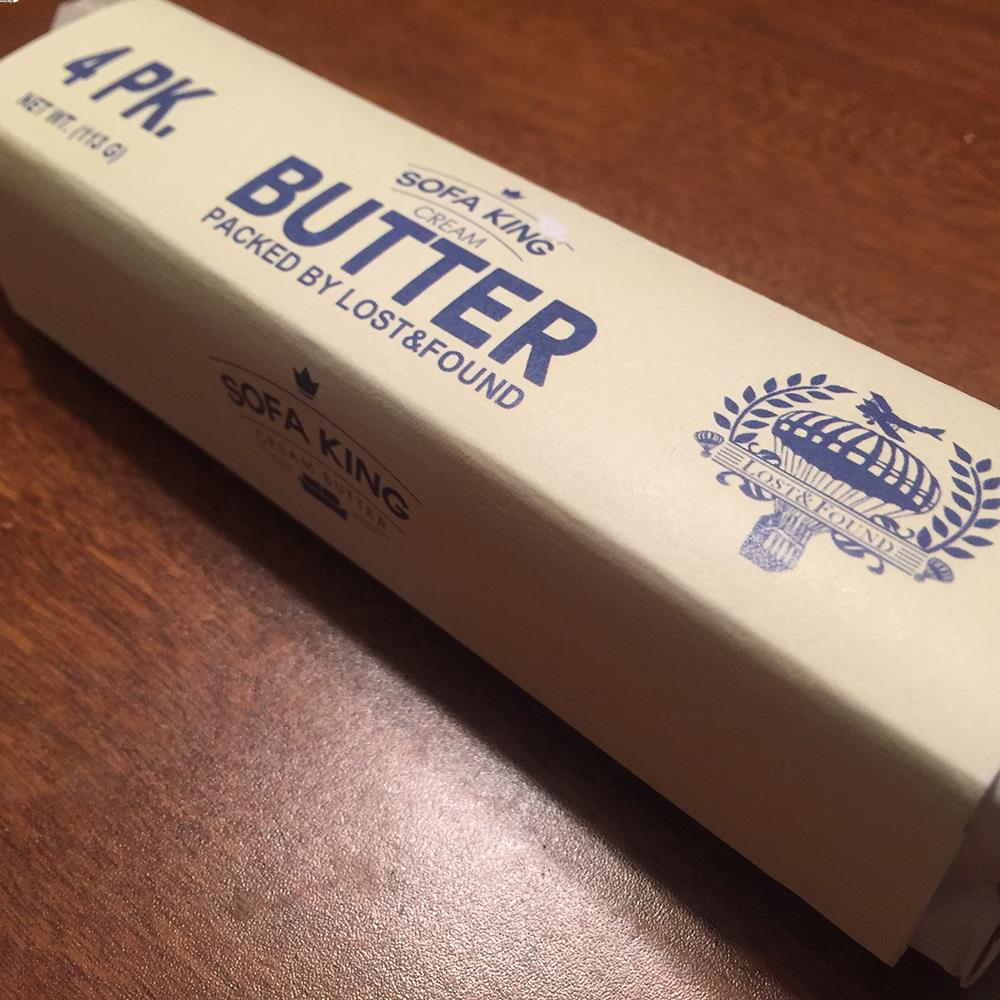 4 PK.
NET WT. (113 G)
SOFA KING
CREAM
BUTTER
PACKED BY LOST&FOUND
SOFA KING
CREAM BUTTER
LOST&FOUND